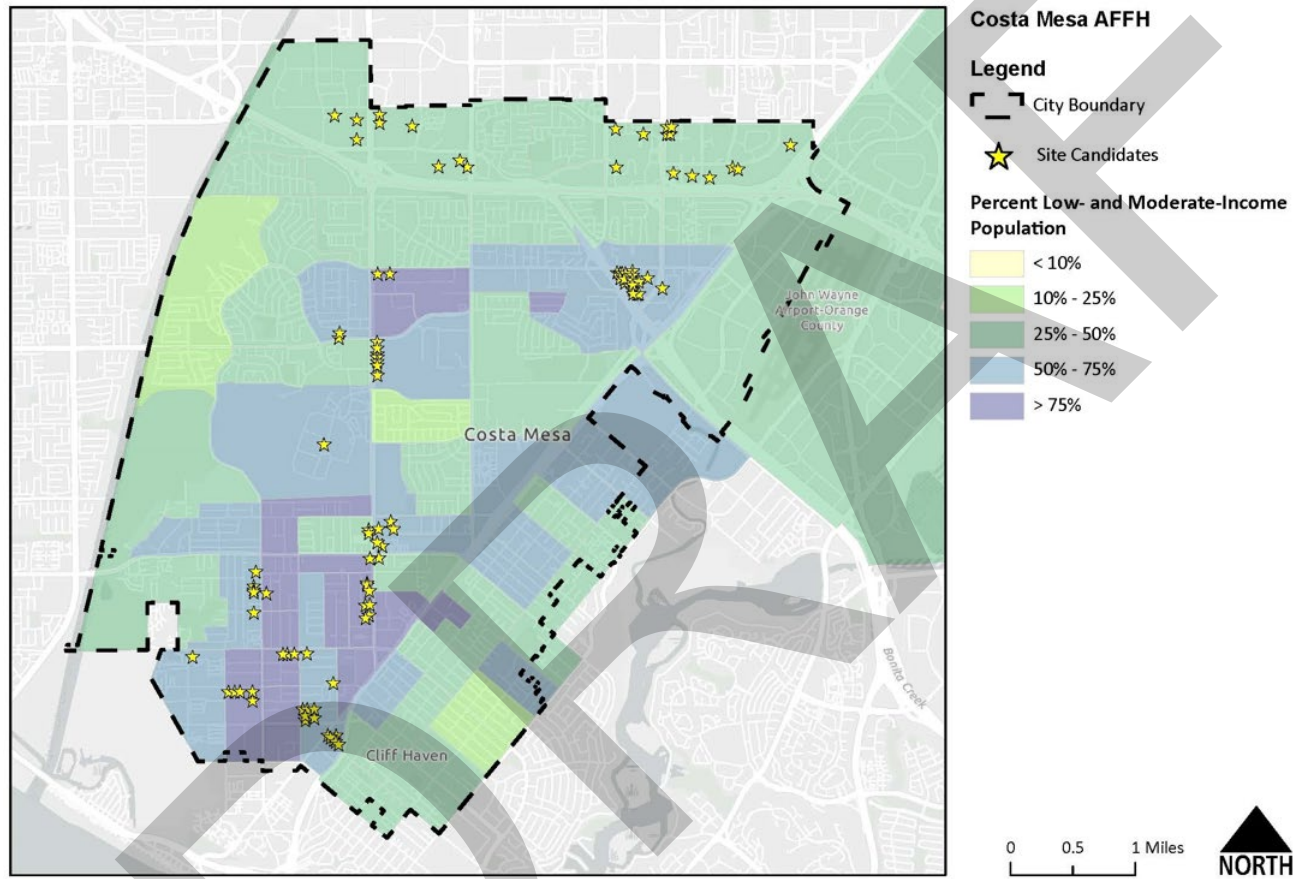 Costa Mesa AFFH
Legend
City Boundary
Site Candidates
Percent Low- and Moderate-Income
Population
< 10%
10% - 25%
25% - 50%
50% - 75%
> 75%
John Wayne
Airport-Orange
County
Costa Mesa
Bonita Creek
Cliff Haven
0 0.5 1 Miles
NORTH
DRAFT